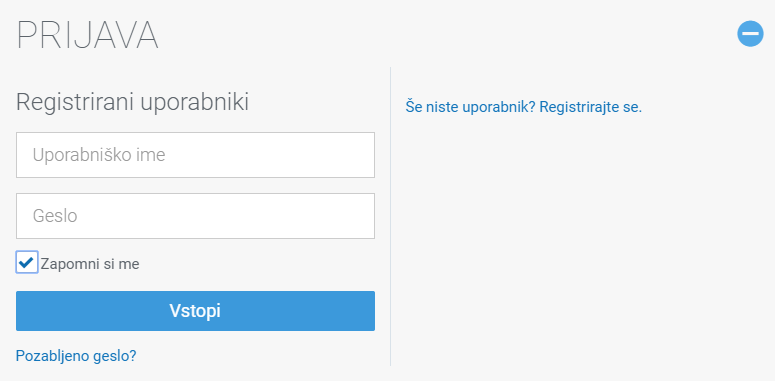 PRIJAVA
Registrirani uporabniki
Uporabniško ime
Geslo
Zapomni si me
Vstopi
Pozabljeno geslo?
Še niste uporabnik? Registrirajte se.